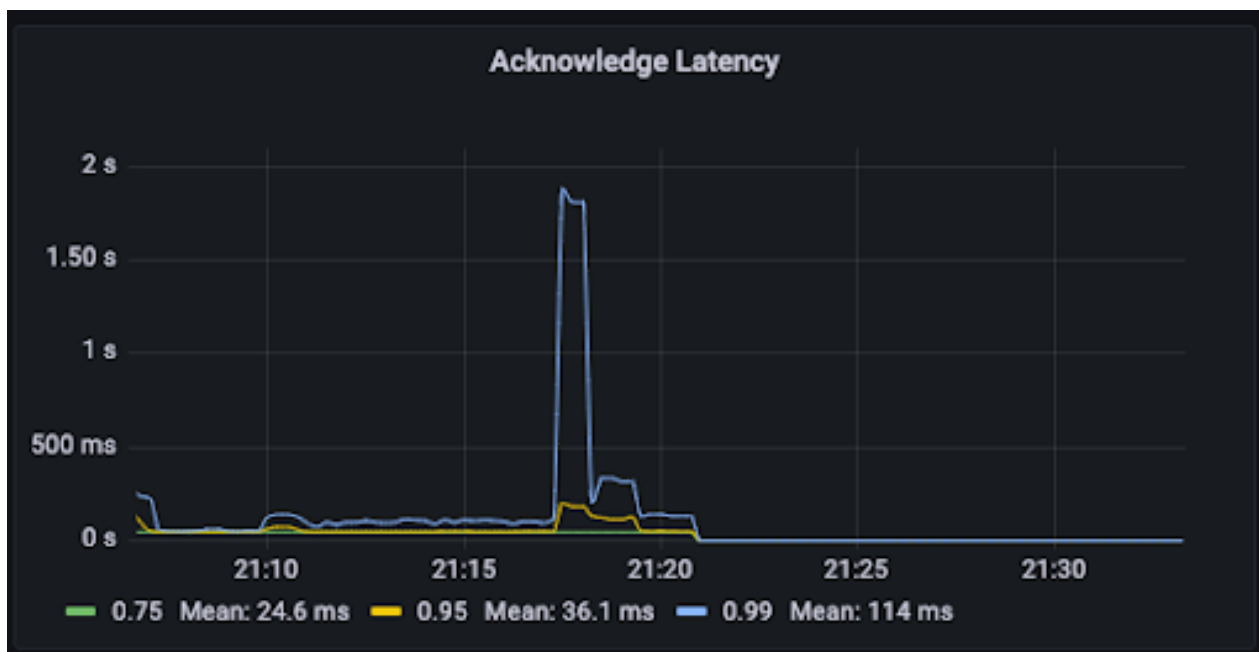 Acknowledge Latency
2 s
1.50 s
1 s
500 ms
0 s
21:10 21:15 21:20 21:25 21:30
0.75 Mean: 24.6 ms 0.95 Mean: 36.1 ms 0.99 Mean: 114 ms